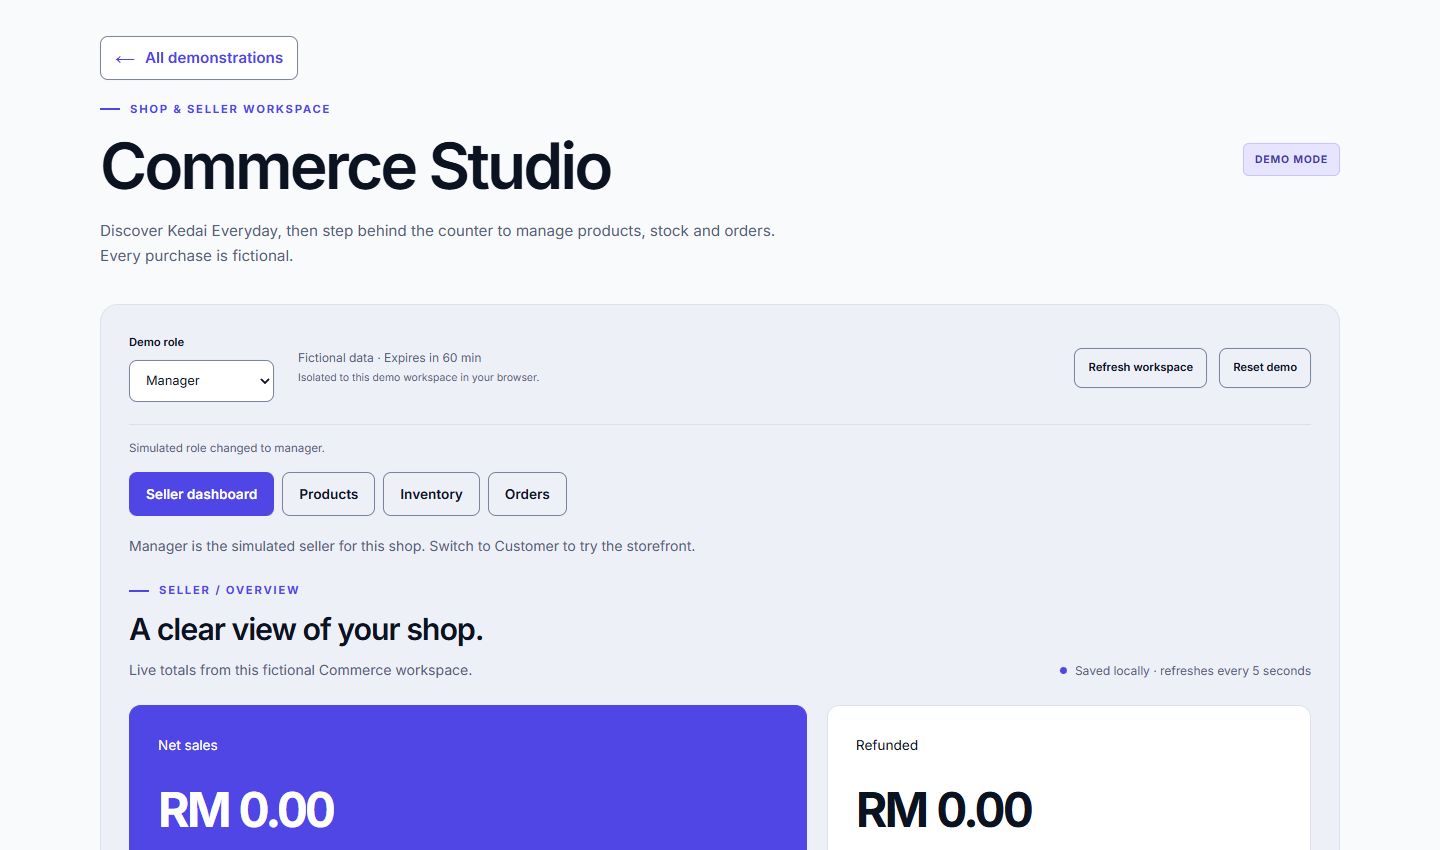 ← All demonstrations
SHOP & SELLER WORKSPACE
Commerce Studio
DEMO MODE
Discover Kedai Everyday, then step behind the counter to manage products, stock and orders.
Every purchase is fictional.
Demo role
Manager
Fictional data · Expires in 60 min
Isolated to this demo workspace in your browser.
Refresh workspace
Reset demo
Simulated role changed to manager.
Seller dashboard
Products
Inventory
Orders
Manager is the simulated seller for this shop. Switch to Customer to try the storefront.
SELLER / OVERVIEW
A clear view of your shop.
Live totals from this fictional Commerce workspace.
Saved locally · refreshes every 5 seconds
Net sales
RM 0.00
Refunded
RM 0.00